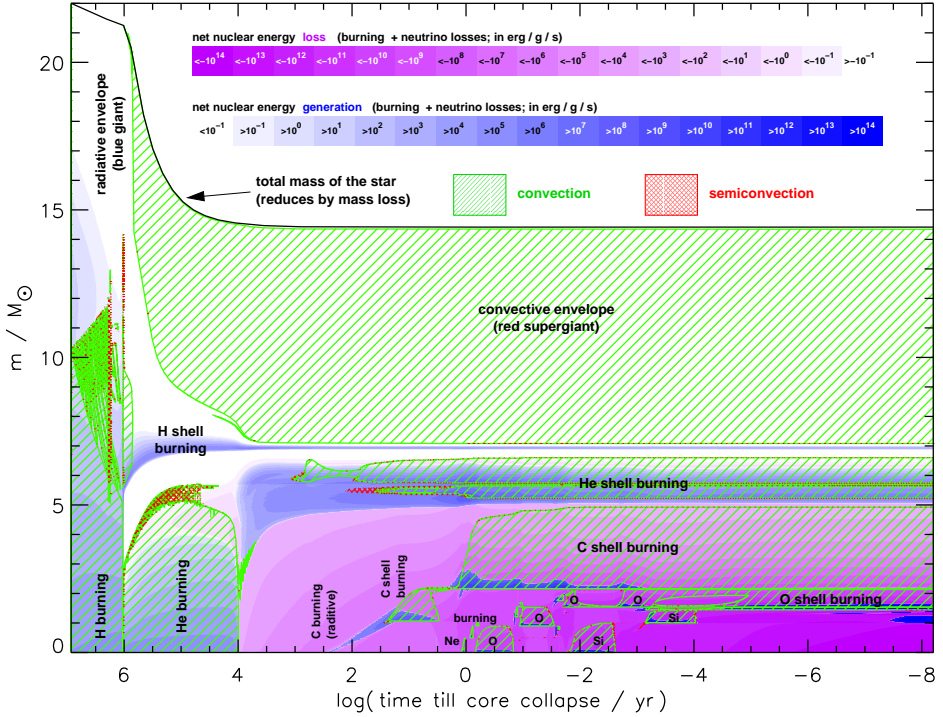 net nuclear energy loss (burning + neutrino losses; in erg / g / s)
<−10^14 <−10^13 <−10^12 <−10^11 <−10^10 <−10^9 <−10^8 <−10^7 <−10^6 <−10^5 <−10^4 <−10^3 <−10^2 <−10^1 <−10^0 <−10^−1 >−10^−1
net nuclear energy generation (burning + neutrino losses; in erg / g / s)
<10^−1 >10^−1 >10^0 >10^1 >10^2 >10^3 >10^4 >10^5 >10^6 >10^7 >10^8 >10^9 >10^10 >10^11 >10^12 >10^13 >10^14
radiative envelope
(blue giant)
total mass of the star
(reduces by mass loss)
convection
semiconvection
convective envelope
(red supergiant)
H shell
burning
He shell burning
C shell burning
C shell
burning
O shell burning
H burning
He burning
C burning
(raditive)
burning
Ne
O
O
O
O
Si
Si
m / M☉
20
15
10
5
0
6 4 2 0 −2 −4 −6 −8
log( time till core collapse / yr )